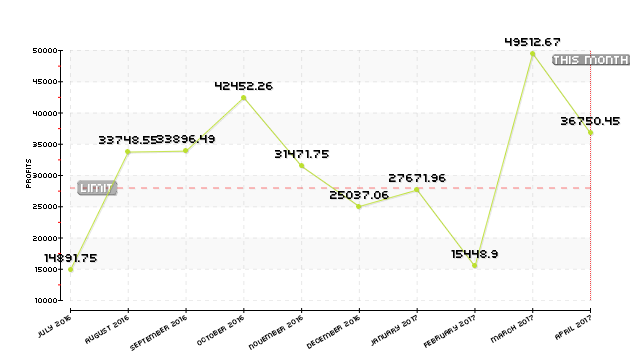 49512.67
50000
THIS MONTH
45000
42452.26
40000
36750.45
33748.55
33896.49
35000
31471.75
30000
27671.96
LIMIT
PROFITS
25037.06
25000
20000
15448.9
14891.75
15000
10000
JULY 2016
AUGUST 2016
SEPTEMBER 2016
OCTOBER 2016
NOVEMBER 2016
DECEMBER 2016
JANUARY 2017
FEBRUARY 2017
MARCH 2017
APRIL 2017